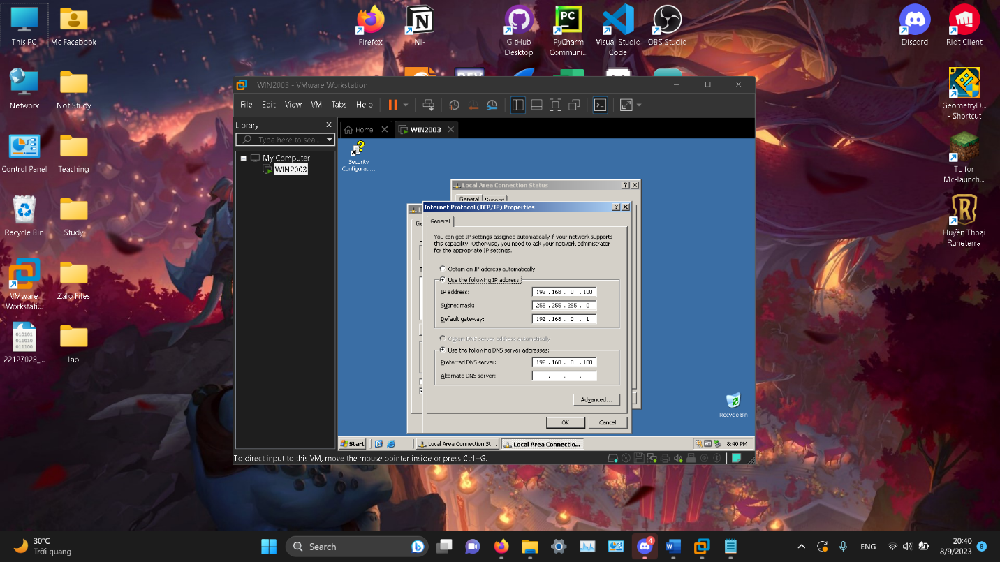 This PC
Mc Facebook
Firefox
Ni-
GitHub
Desktop
PyCharm
Communi...
Visual Studio
Code
OBS Studio
Discord
Riot Client
Network
Not Study
GeometryD...
- Shortcut
Control Panel
Teaching
TL for
Mc-launch...
Recycle Bin
Study
Huyền Thoại
Runeterra
VMware
Workstati...
Zalo Files
010101
011010
011100
22127028_...
lab
WIN2003 - VMware Workstation
File Edit View VM Tabs Help
Library
Type here to sea...
My Computer
WIN2003
Home
WIN2003
Security
Configurati...
Local Area Connection Status
General Support
Internet Protocol (TCP/IP) Properties
General
You can get IP settings assigned automatically if your network supports
this capability. Otherwise, you need to ask your network administrator
for the appropriate IP settings.
Obtain an IP address automatically
Use the following IP address:
IP address: 192 . 168 . 0 . 100
Subnet mask: 255 . 255 . 255 . 0
Default gateway: 192 . 168 . 0 . 1
Obtain DNS server address automatically
Use the following DNS server addresses:
Preferred DNS server: 192 . 168 . 0 . 100
Alternate DNS server: . . .
Advanced...
OK Cancel
Recycle Bin
Start
Local Area Connection St...
Local Area Connectio...
8:40 PM
To direct input to this VM, move the mouse pointer inside or press Ctrl+G.
30°C
Trời quang
Search
4
ENG
20:40
8/9/2023
8